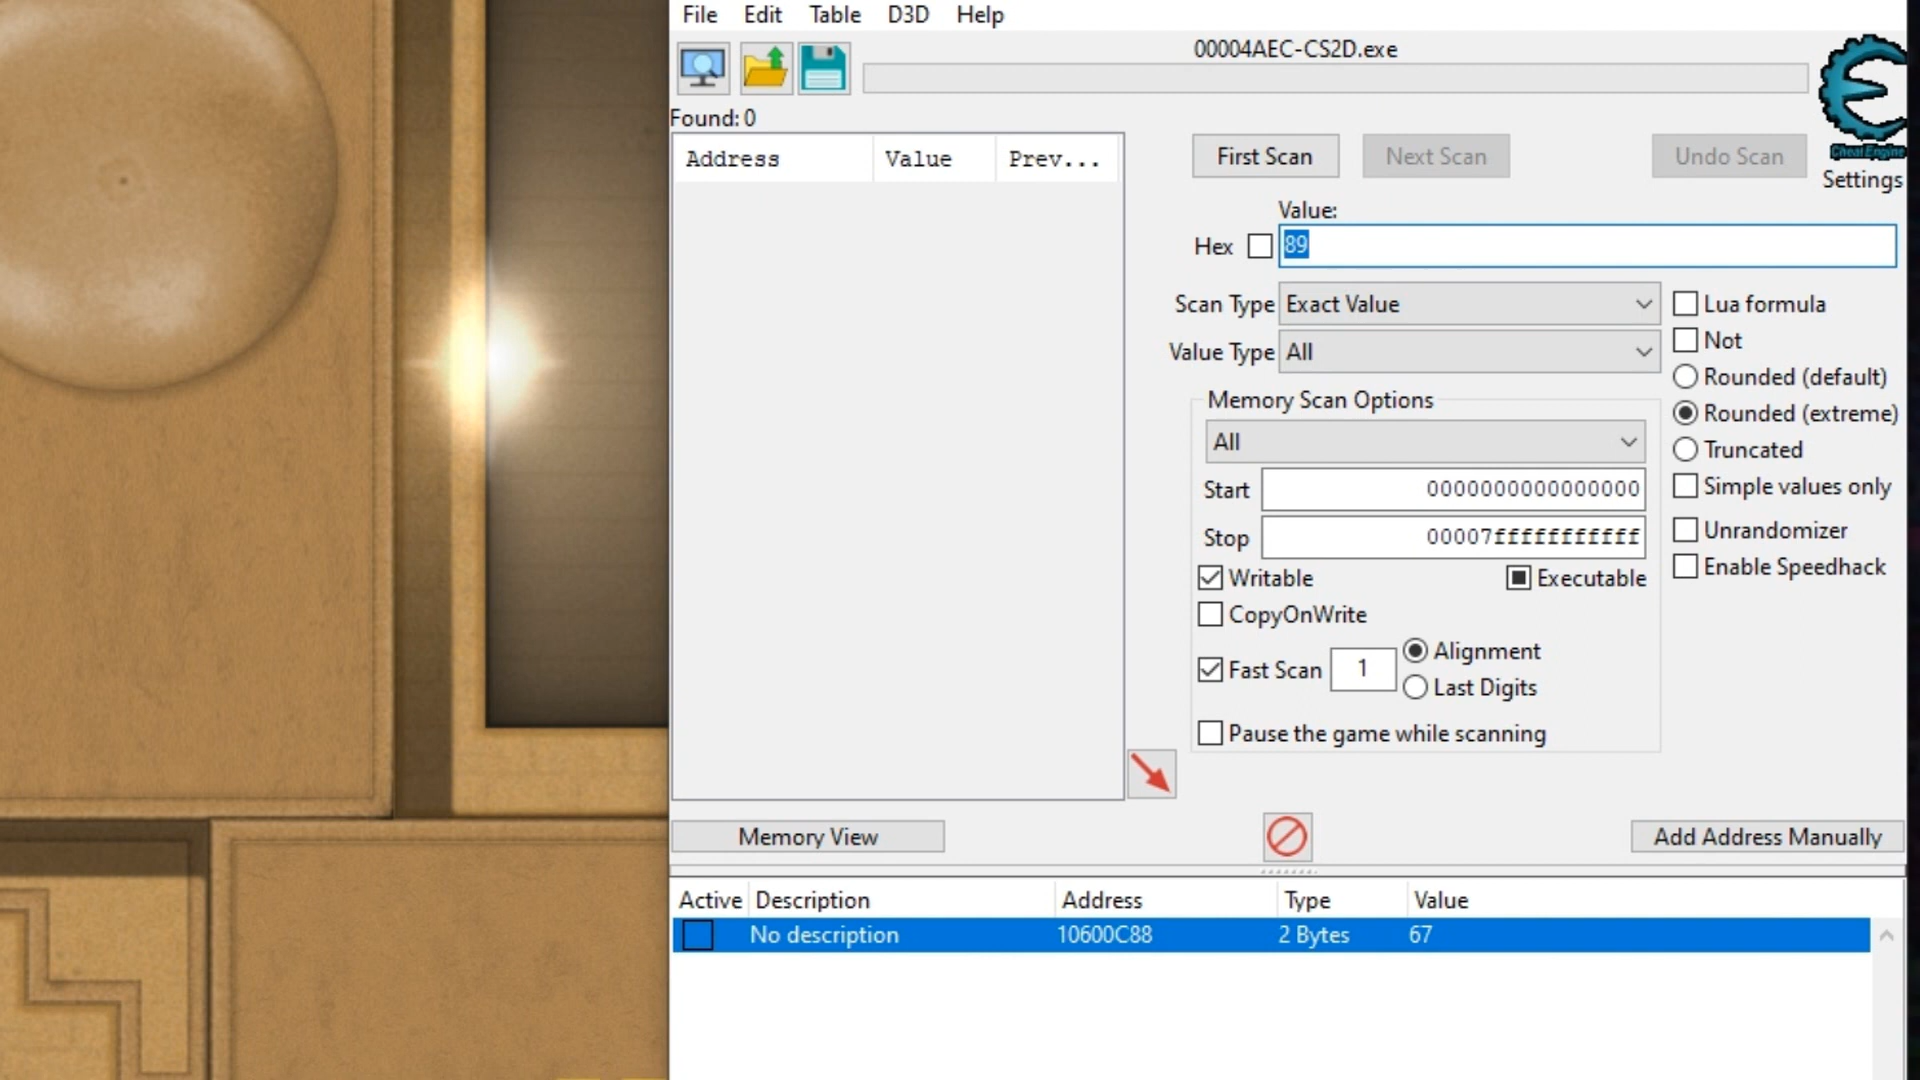 File Edit Table D3D Help
00004AEC-CS2D.exe
Found: 0
Address Value Prev...
First Scan Next Scan Undo Scan
Cheat Engine
Settings
Value:
Hex 89
Scan Type Exact Value
Lua formula
Value Type All
Not
Rounded (default)
Rounded (extreme)
Truncated
Simple values only
Unrandomizer
Enable Speedhack
Memory Scan Options
All
Start 0000000000000000
Stop 00007fffffffffff
Writable Executable
CopyOnWrite
Fast Scan 1 Alignment
Last Digits
Pause the game while scanning
Memory View Add Address Manually
Active Description Address Type Value
No description 10600C88 2 Bytes 67